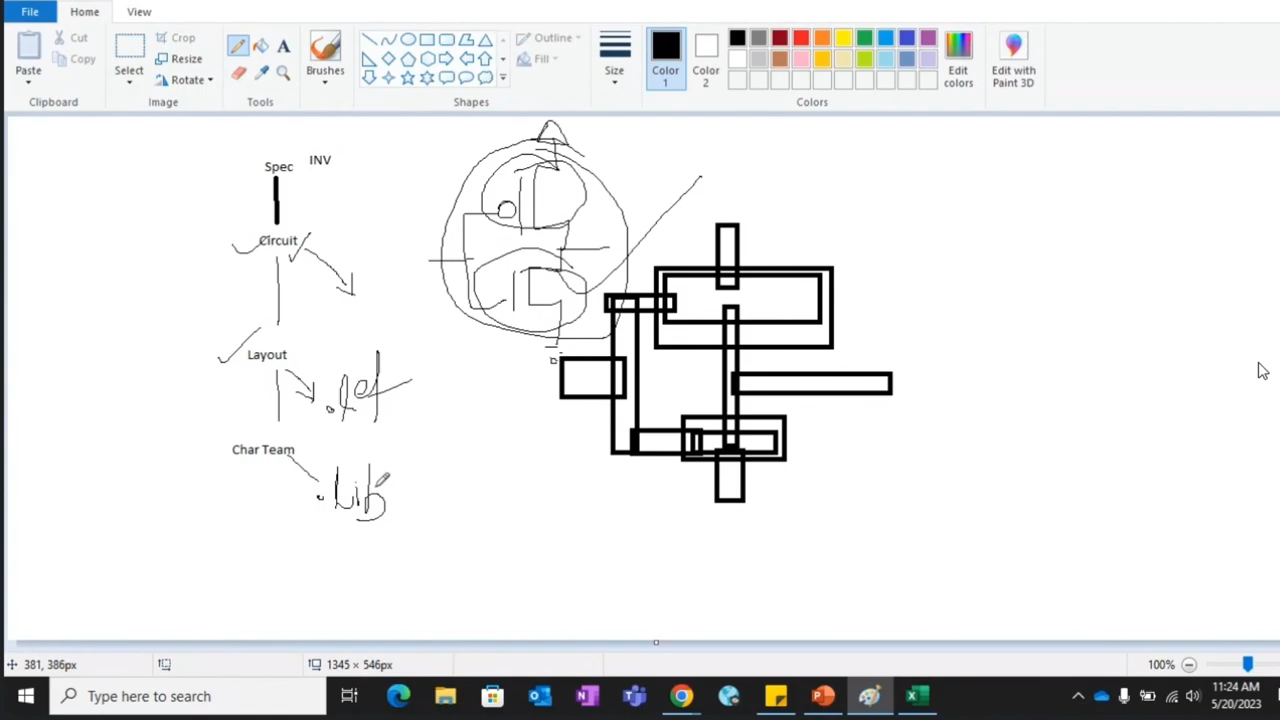 File Home View
Paste
Cut
Copy
Clipboard
Select
Crop
Resize
Rotate
Image
Tools
Brushes
Shapes
Outline
Fill
Size
Color
1
Color
2
Edit
colors
Colors
Edit with
Paint 3D
Spec INV
Circuit
Layout
.lef
Char Team
.Lib
381, 386px
1345 × 546px
100%
Type here to search
11:24 AM
5/20/2023